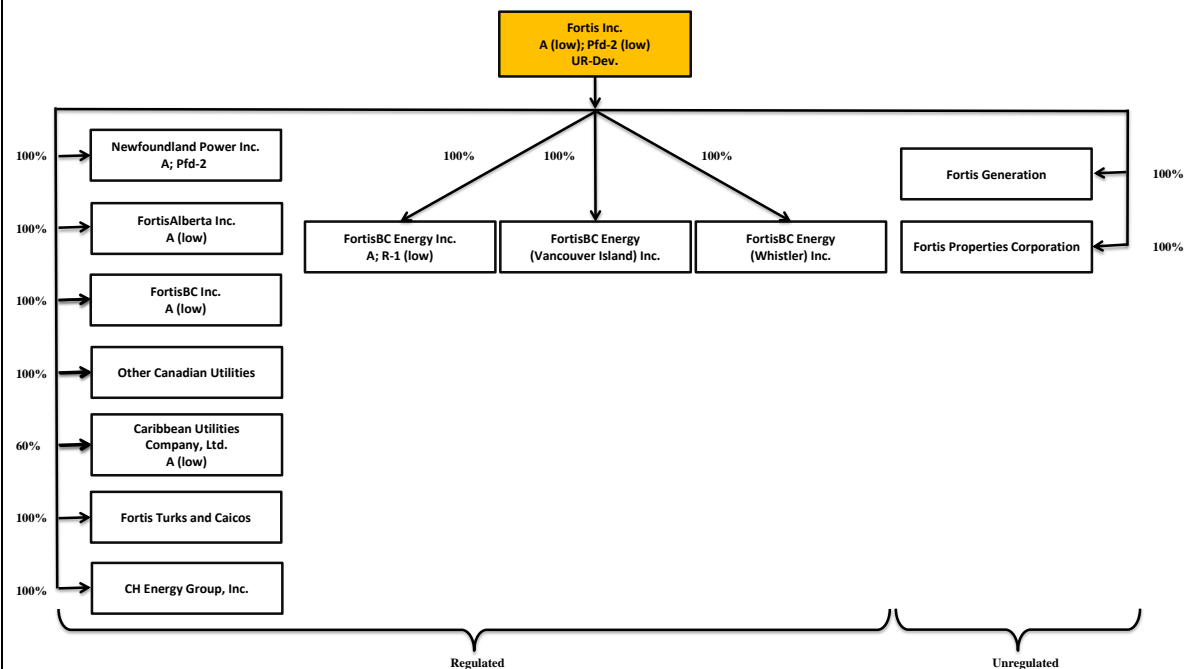 Fortis Inc.
A (low); Pfd-2 (low)
UR-Dev.
100%
Newfoundland Power Inc.
A; Pfd-2
100%
FortisAlberta Inc.
A (low)
100%
FortisBC Inc.
A (low)
100%
Other Canadian Utilities
60%
Caribbean Utilities
Company, Ltd.
A (low)
100%
Fortis Turks and Caicos
100%
CH Energy Group, Inc.
100%
100%
100%
FortisBC Energy Inc.
A; R-1 (low)
FortisBC Energy
(Vancouver Island) Inc.
FortisBC Energy
(Whistler) Inc.
Fortis Generation
100%
Fortis Properties Corporation
100%
Regulated
Unregulated